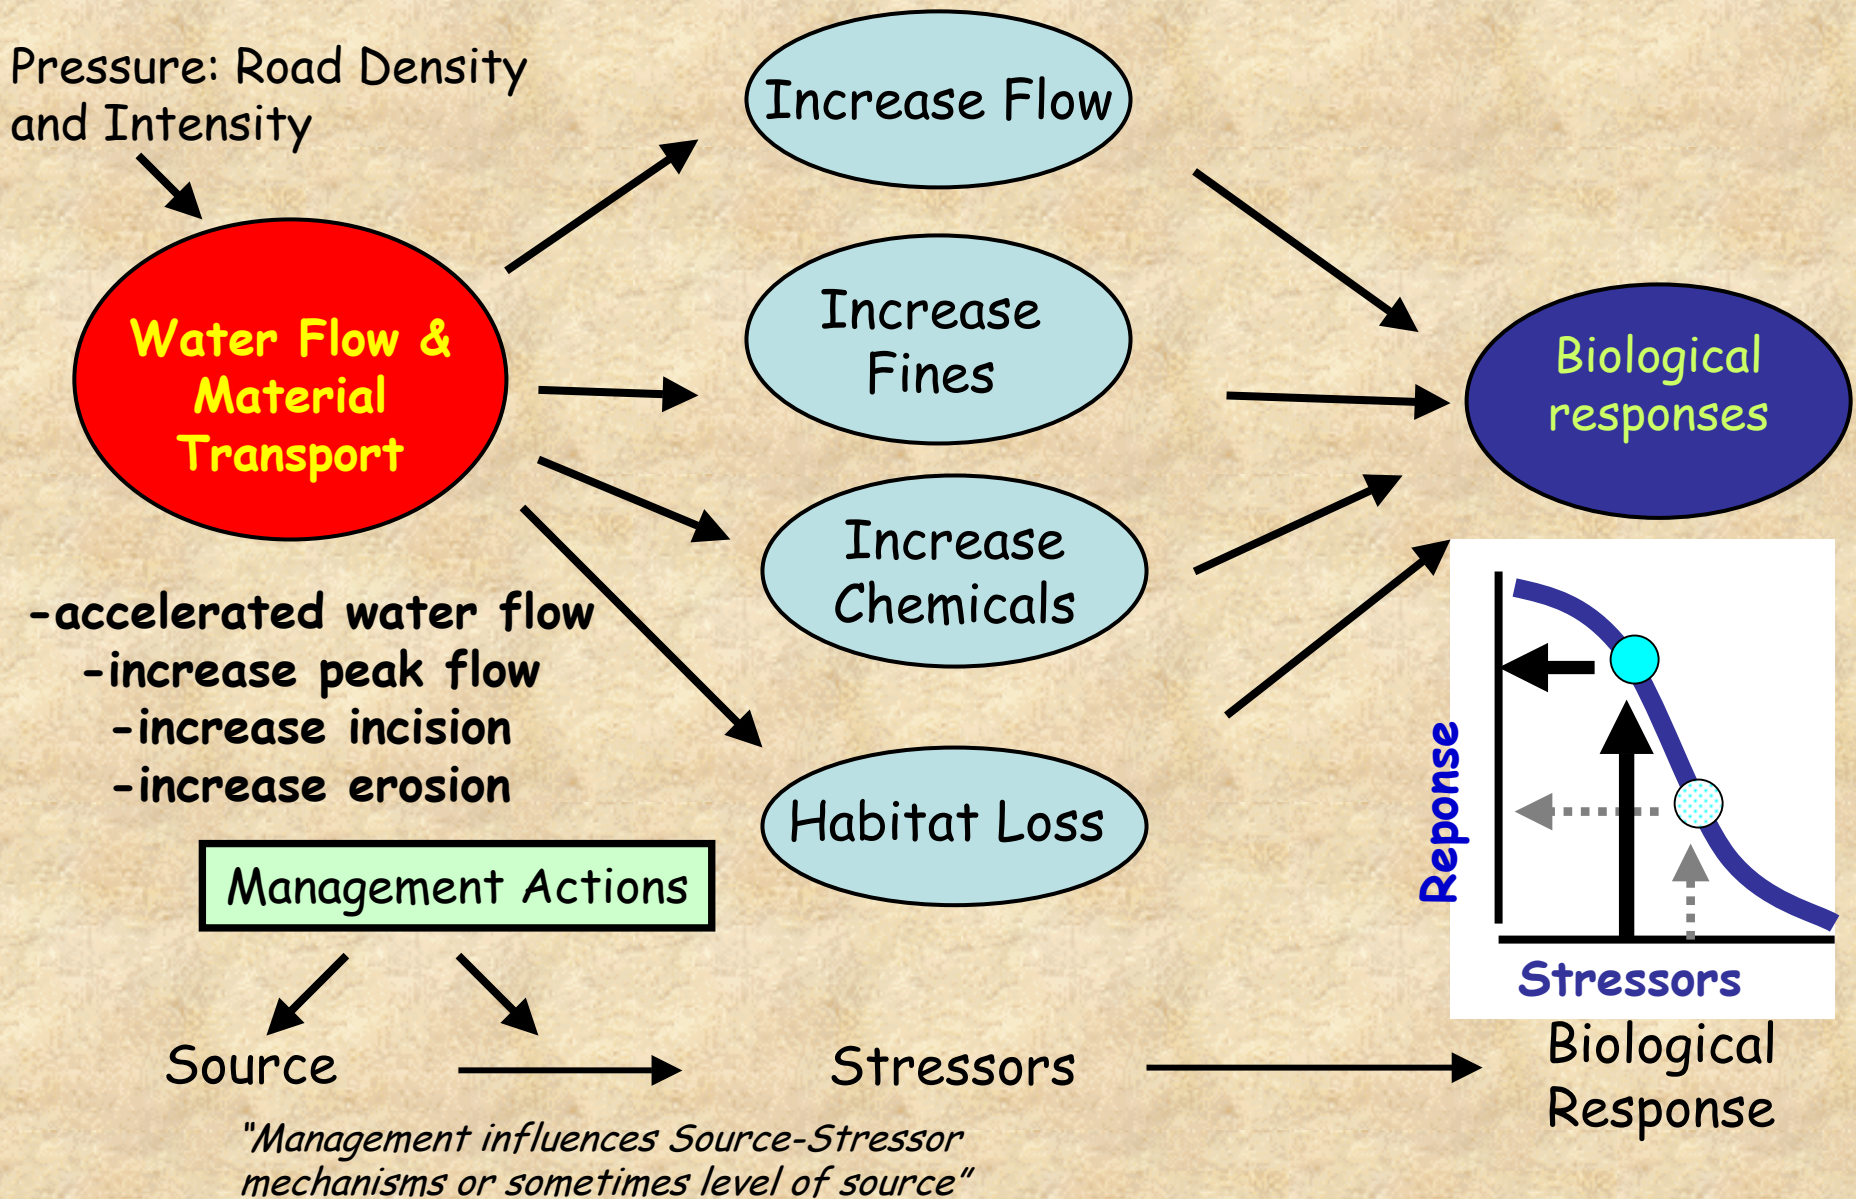 Pressure: Road Density
and Intensity
Increase Flow
Water Flow &
Material
Transport
Increase
Fines
Increase
Chemicals
Habitat Loss
Biological
responses
-accelerated water flow
-increase peak flow
-increase incision
-increase erosion
Management Actions
Reponse
Stressors
Source
Stressors
Biological
Response
"Management influences Source-Stressor
mechanisms or sometimes level of source"